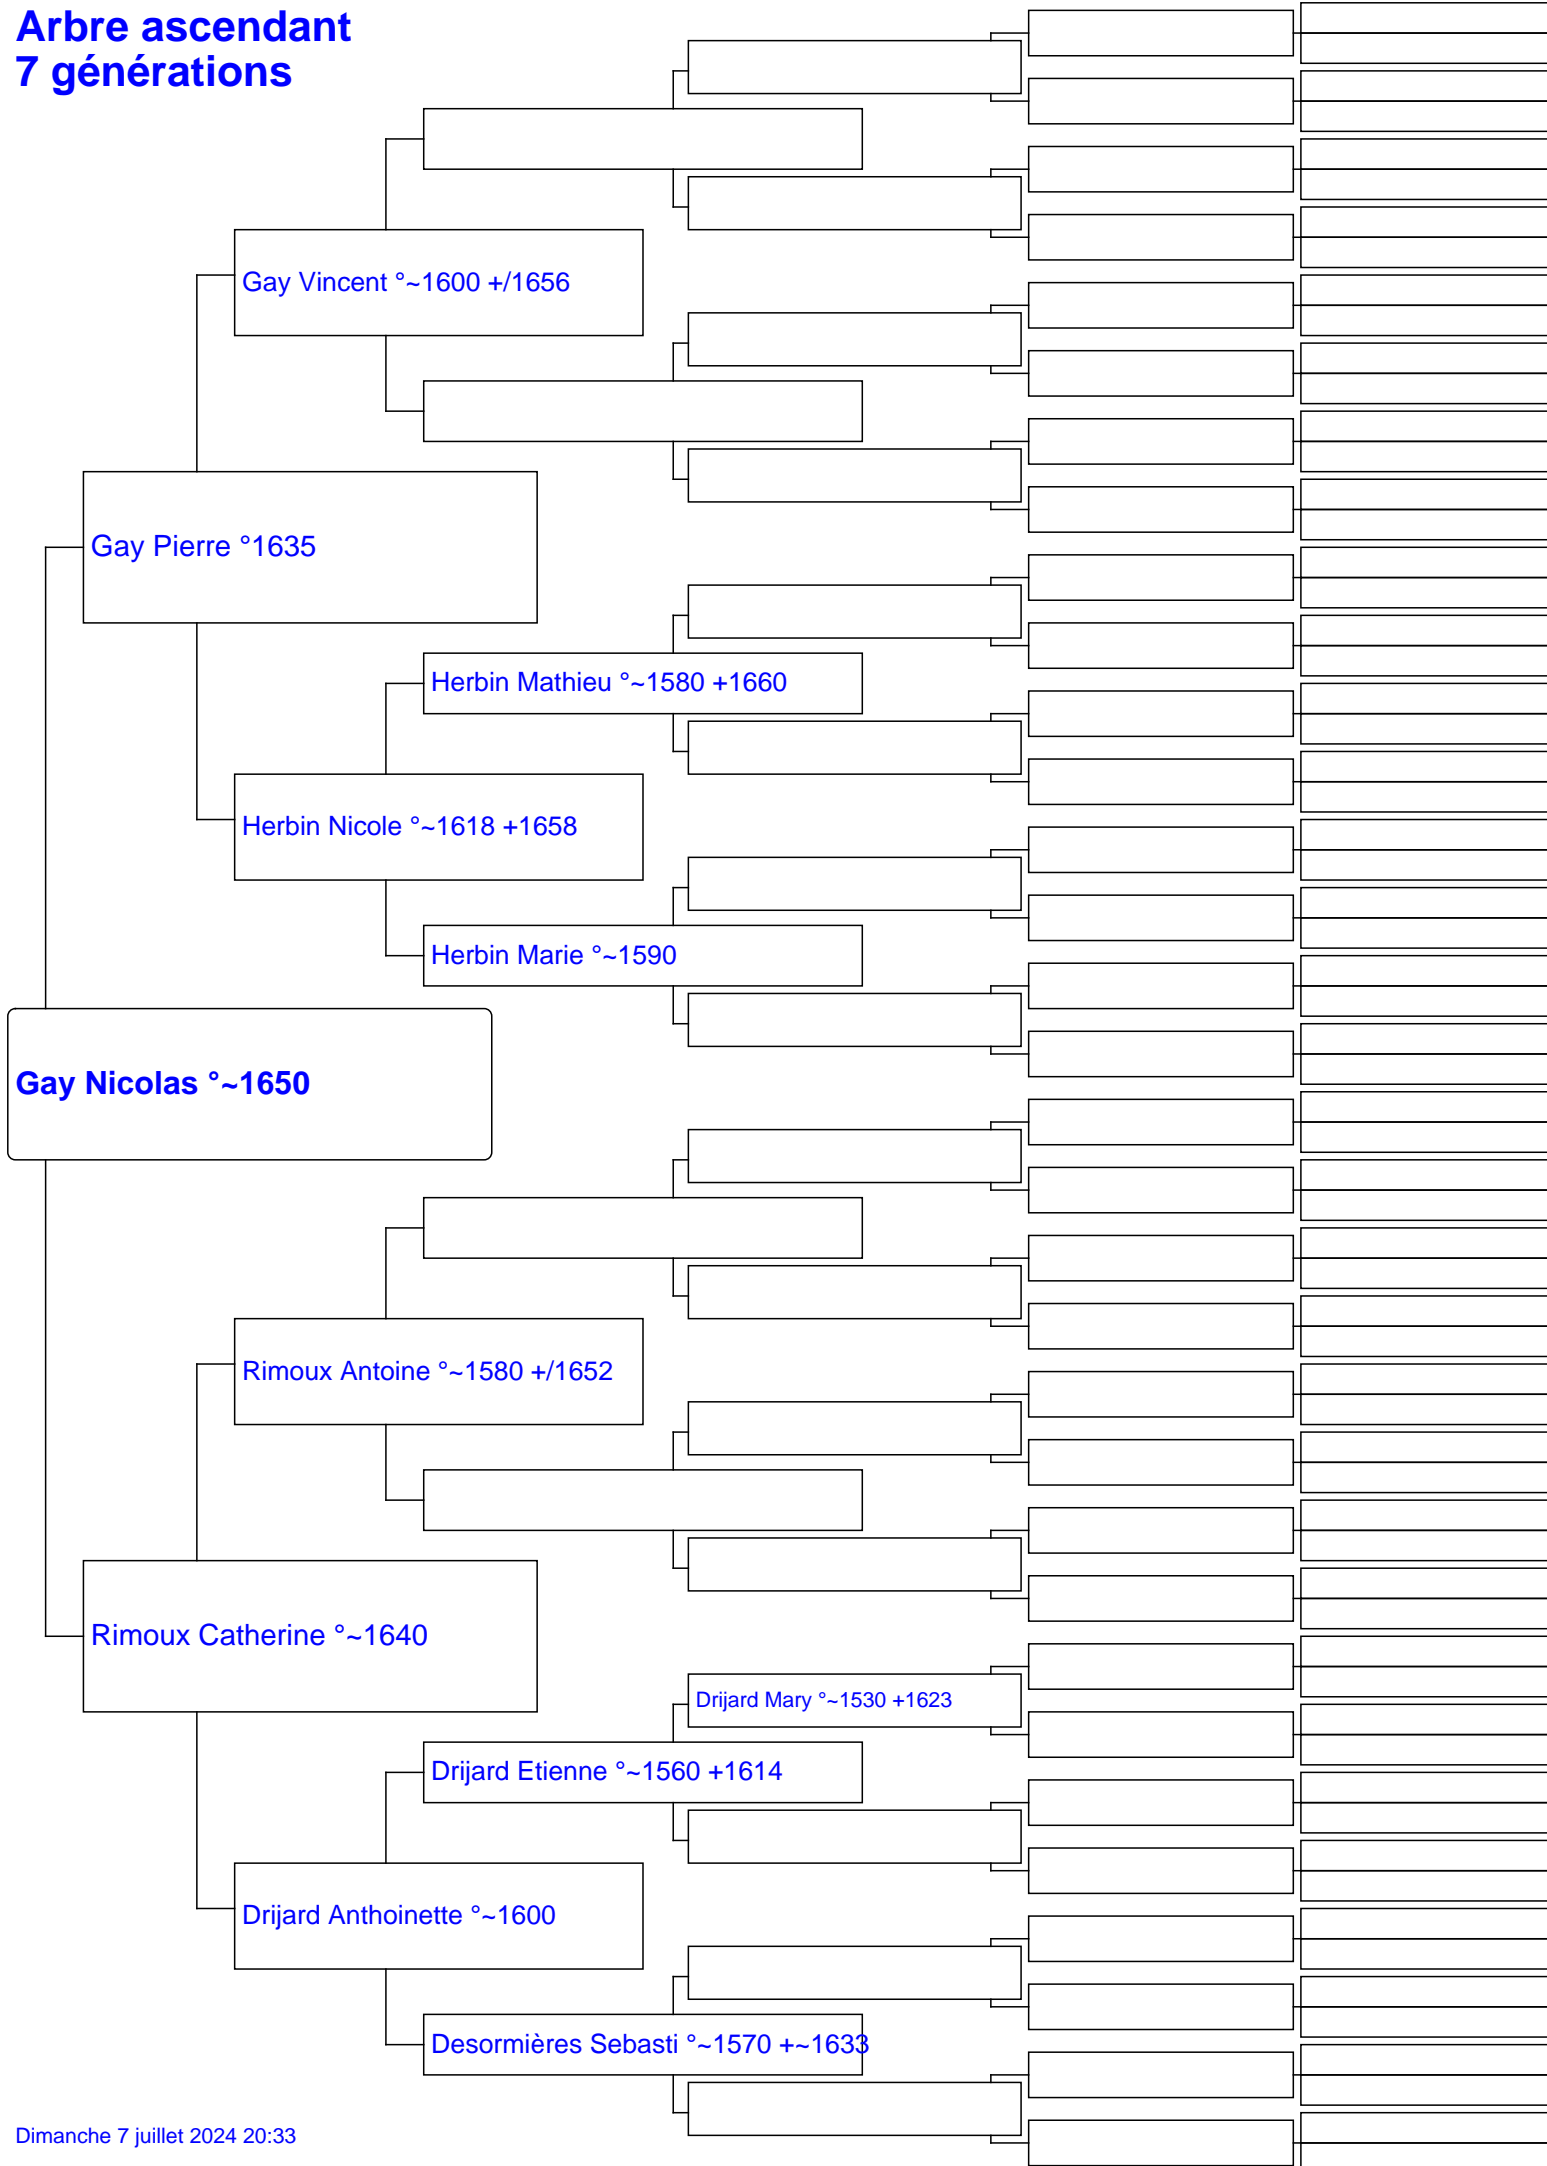 Arbre ascendant
7 générations
Gay Vincent °~1600 +/1656
Gay Pierre °1635
Herbin Mathieu °~1580 +1660
Herbin Nicole °~1618 +1658
Herbin Marie °~1590
Gay Nicolas °~1650
Rimoux Antoine °~1580 +/1652
Rimoux Catherine °~1640
Drijard Mary °~1530 +1623
Drijard Etienne °~1560 +1614
Drijard Anthoinette °~1600
Desormières Sebasti °~1570 +~1633
Dimanche 7 juillet 2024 20:33